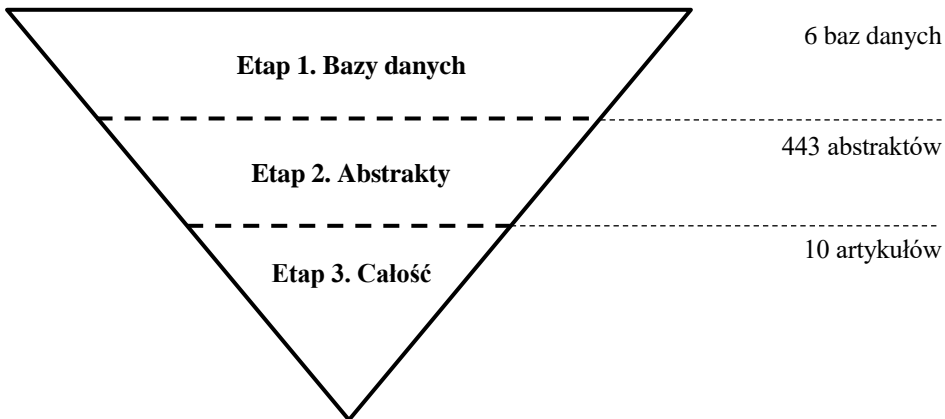 6 baz danych
Etap 1. Bazy danych
443 abstraktów
Etap 2. Abstrakty
10 artykułów
Etap 3. Całość